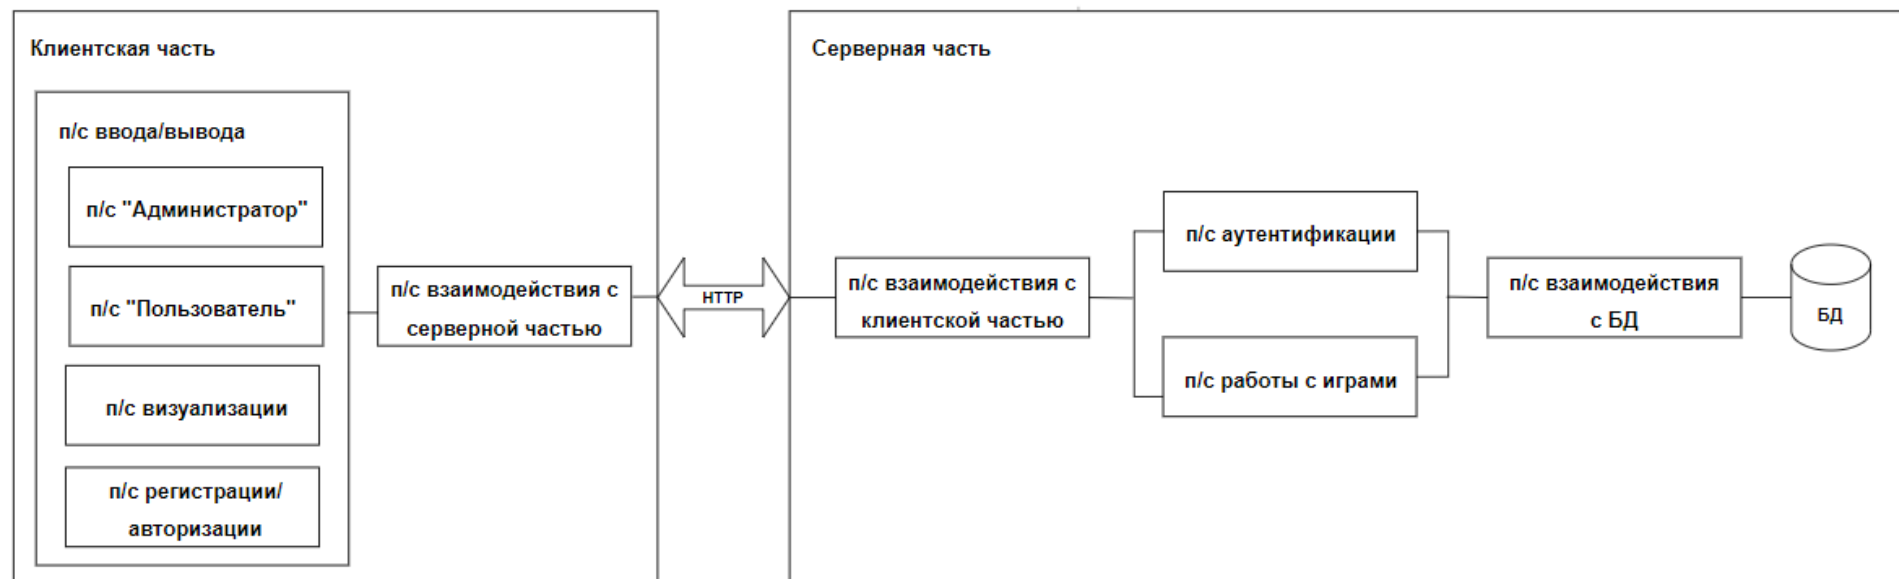 Клиентская часть
п/с ввода/вывода
п/с "Администратор"
п/с "Пользователь"
п/с визуализации
п/с регистрации/
авторизации
п/с взаимодействия с
серверной частью
HTTP
Серверная часть
п/с взаимодействия с
клиентской частью
п/с аутентификации
п/с работы с играми
п/с взаимодействия
с БД
БД